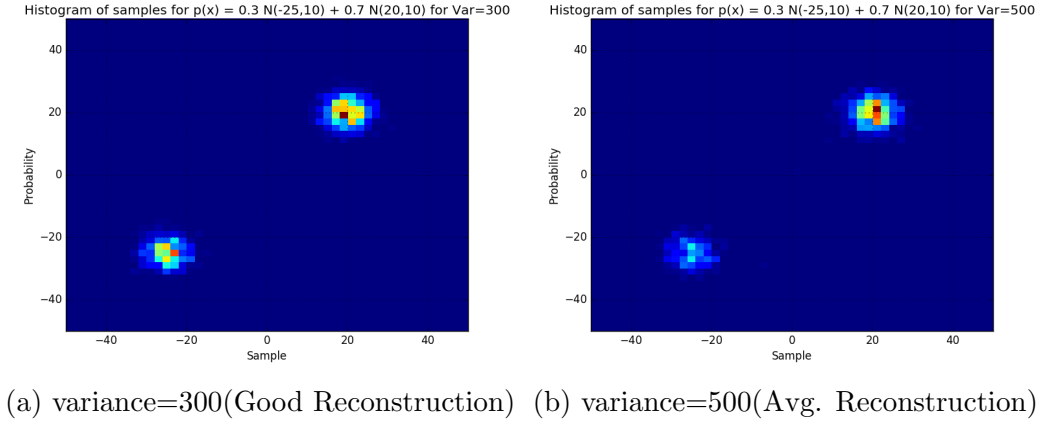 Histogram of samples for p(x) = 0.3 N(-25,10) + 0.7 N(20,10) for Var=300
Probability
40
20
0
−20
−40
−40 −20 0 20 40
Sample
Histogram of samples for p(x) = 0.3 N(-25,10) + 0.7 N(20,10) for Var=500
Probability
40
20
0
−20
−40
−40 −20 0 20 40
Sample
(a) variance=300(Good Reconstruction)
(b) variance=500(Avg. Reconstruction)